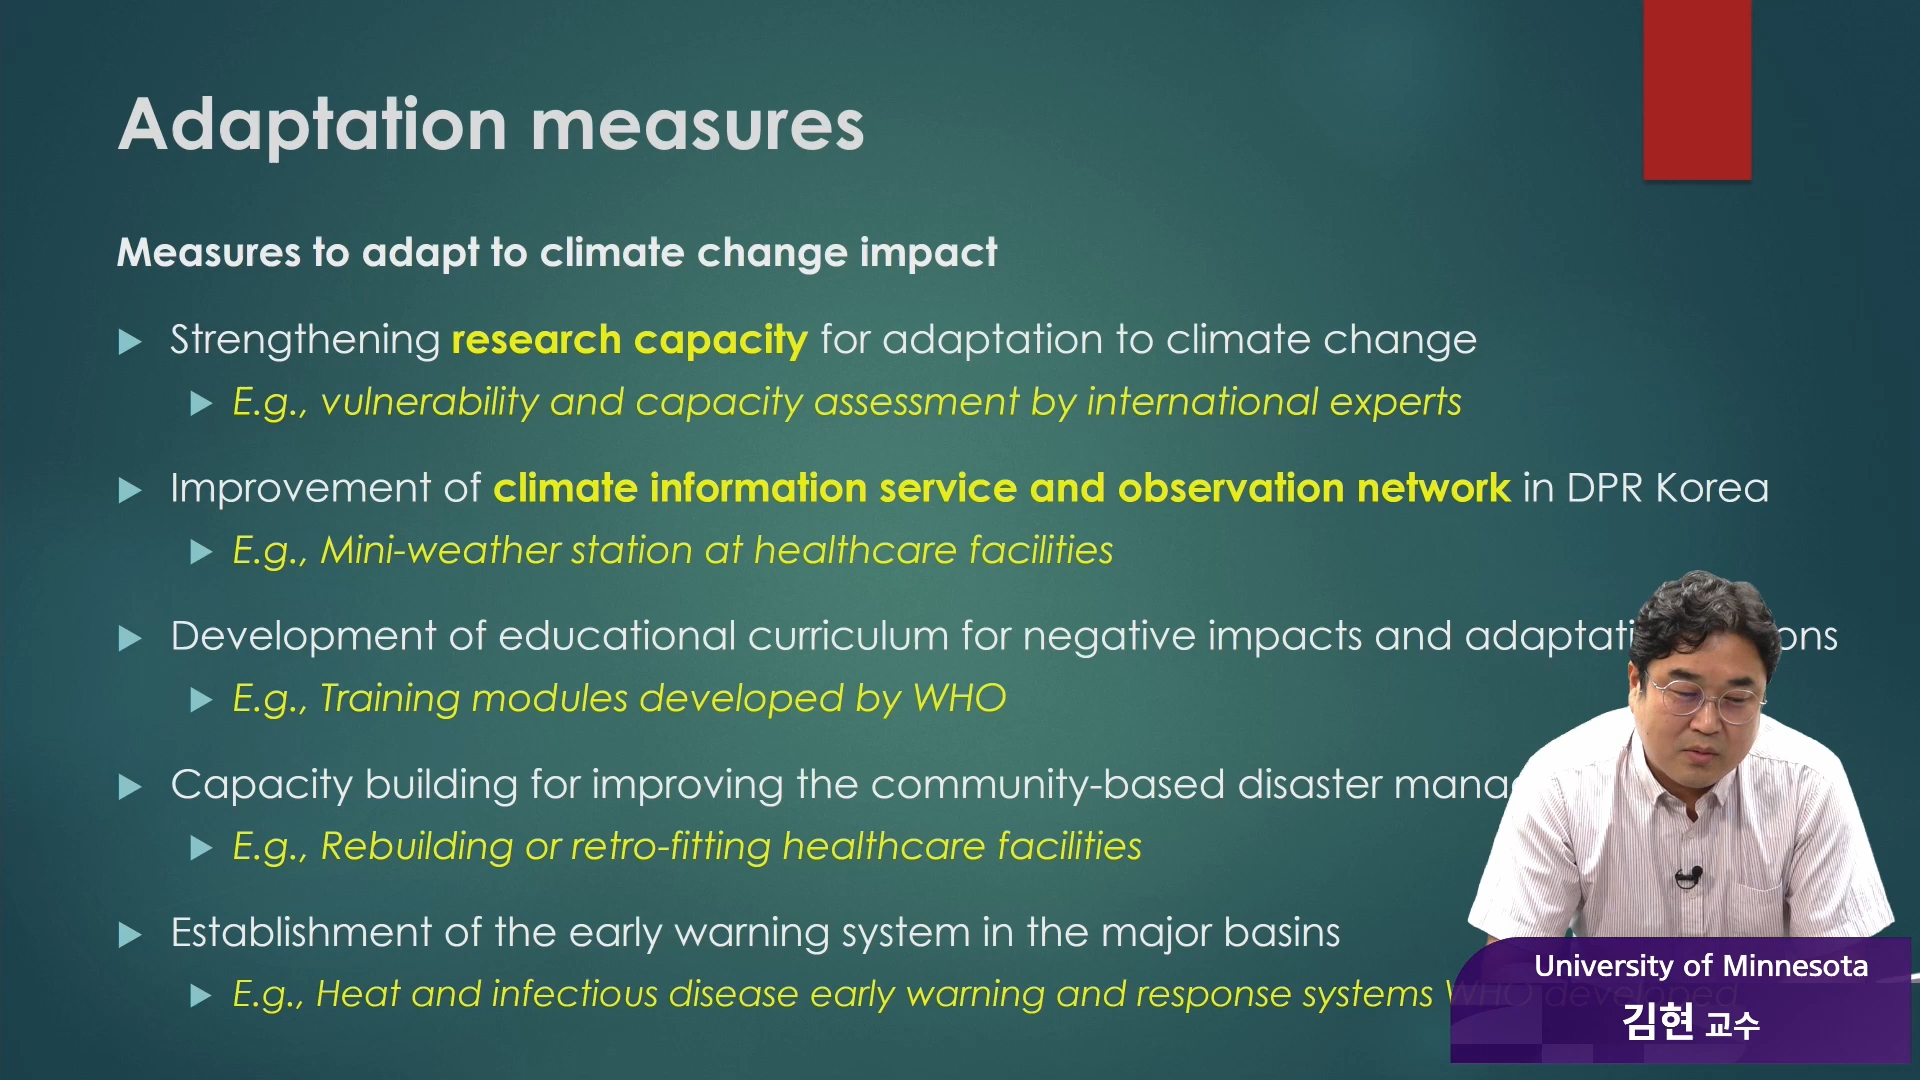 Adaptation measures
Measures to adapt to climate change impact
Strengthening research capacity for adaptation to climate change
E.g., vulnerability and capacity assessment by international experts
Improvement of climate information service and observation network in DPR Korea
E.g., Mini-weather station at healthcare facilities
Development of educational curriculum for negative impacts and
E.g., Training modules developed by WHO
Capacity building for improving the community-based disaster
E.g., Rebuilding or retro-fitting healthcare facilities
Establishment of the early warning system in the major basins
E.g., Heat and infectious disease early warning and response systems WHO developed
University of Minnesota
김현 교수